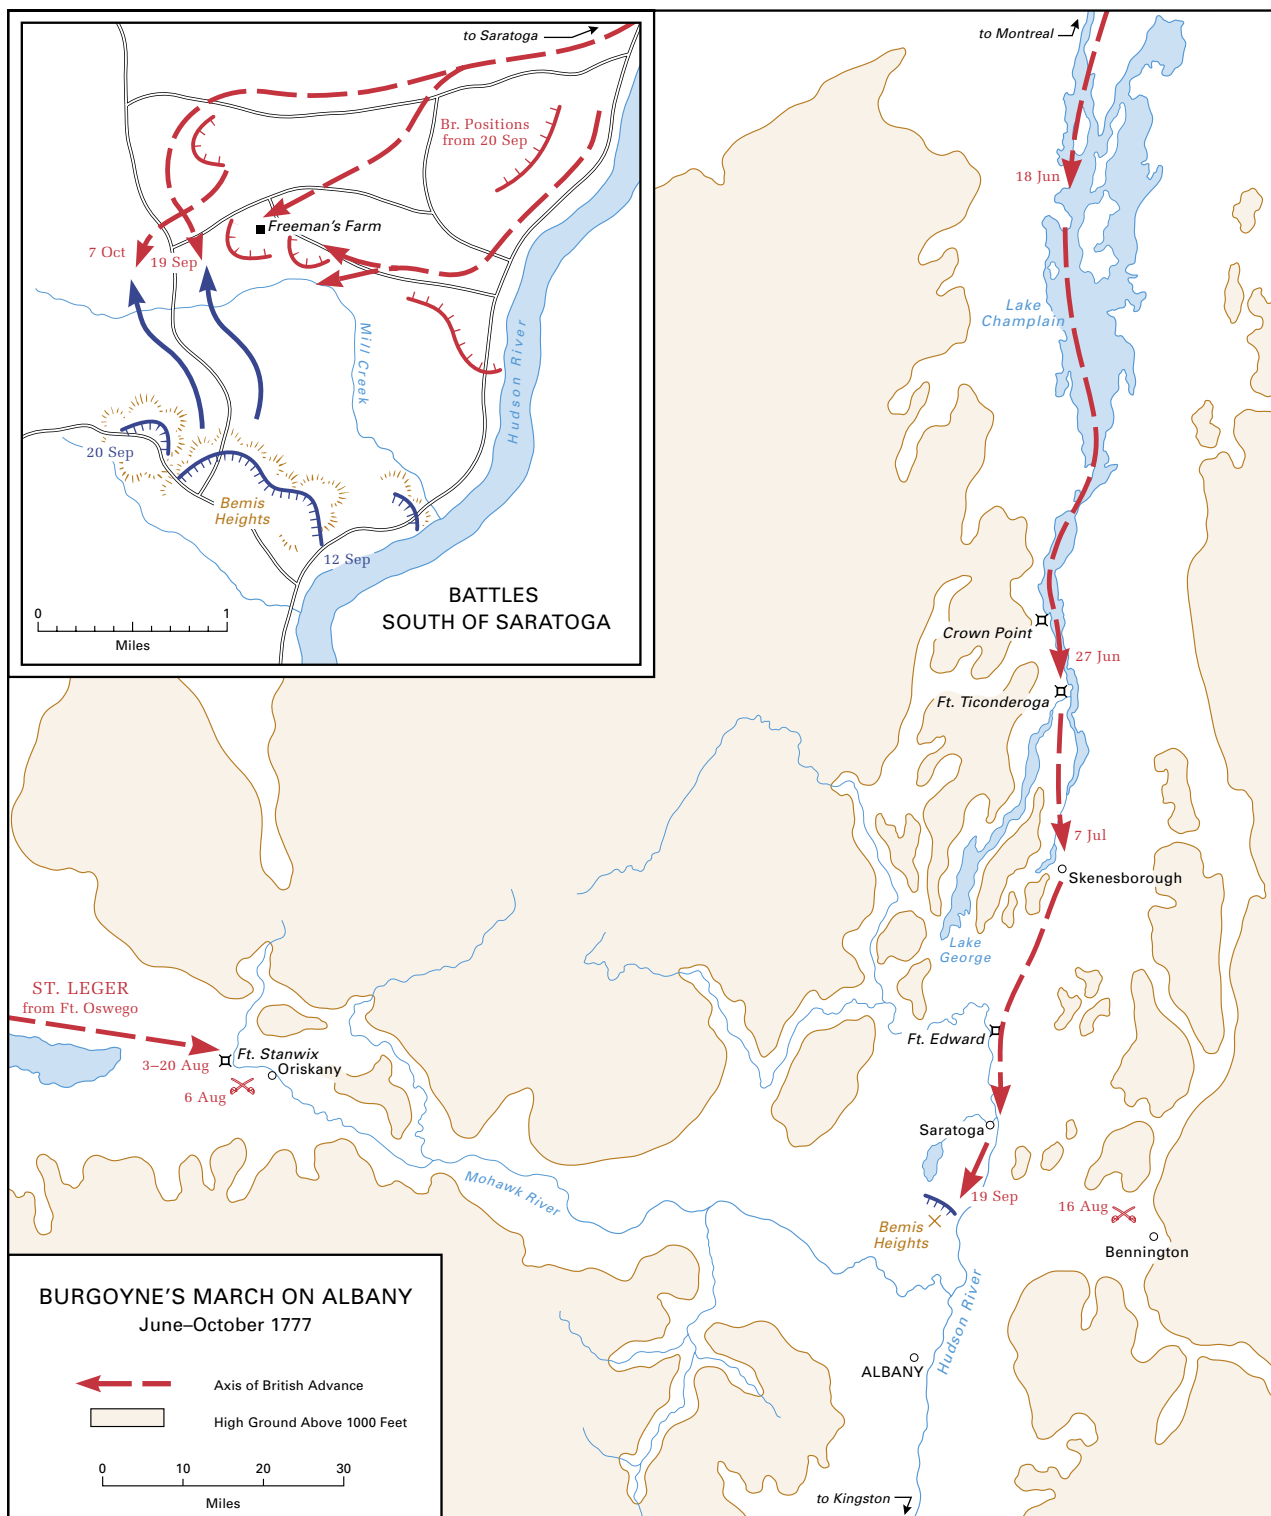 to Saratoga
Br. Positions
from 20 Sep
Freeman's Farm
7 Oct
19 Sep
Mill Creek
Hudson River
20 Sep
Bemis
Heights
12 Sep
0 1
Miles
BATTLES
SOUTH OF SARATOGA
to Montreal
18 Jun
Lake
Champlain
Crown Point
27 Jun
Ft. Ticonderoga
7 Jul
Skenesborough
Lake
George
ST. LEGER
from Ft. Oswego
Ft. Stanwix
3–20 Aug
Oriskany
6 Aug
Ft. Edward
Saratoga
Mohawk River
19 Sep
16 Aug
Bemis
Heights
Bennington
Hudson River
ALBANY
to Kingston
BURGOYNE'S MARCH ON ALBANY
June–October 1777
Axis of British Advance
High Ground Above 1000 Feet
0 10 20 30
Miles